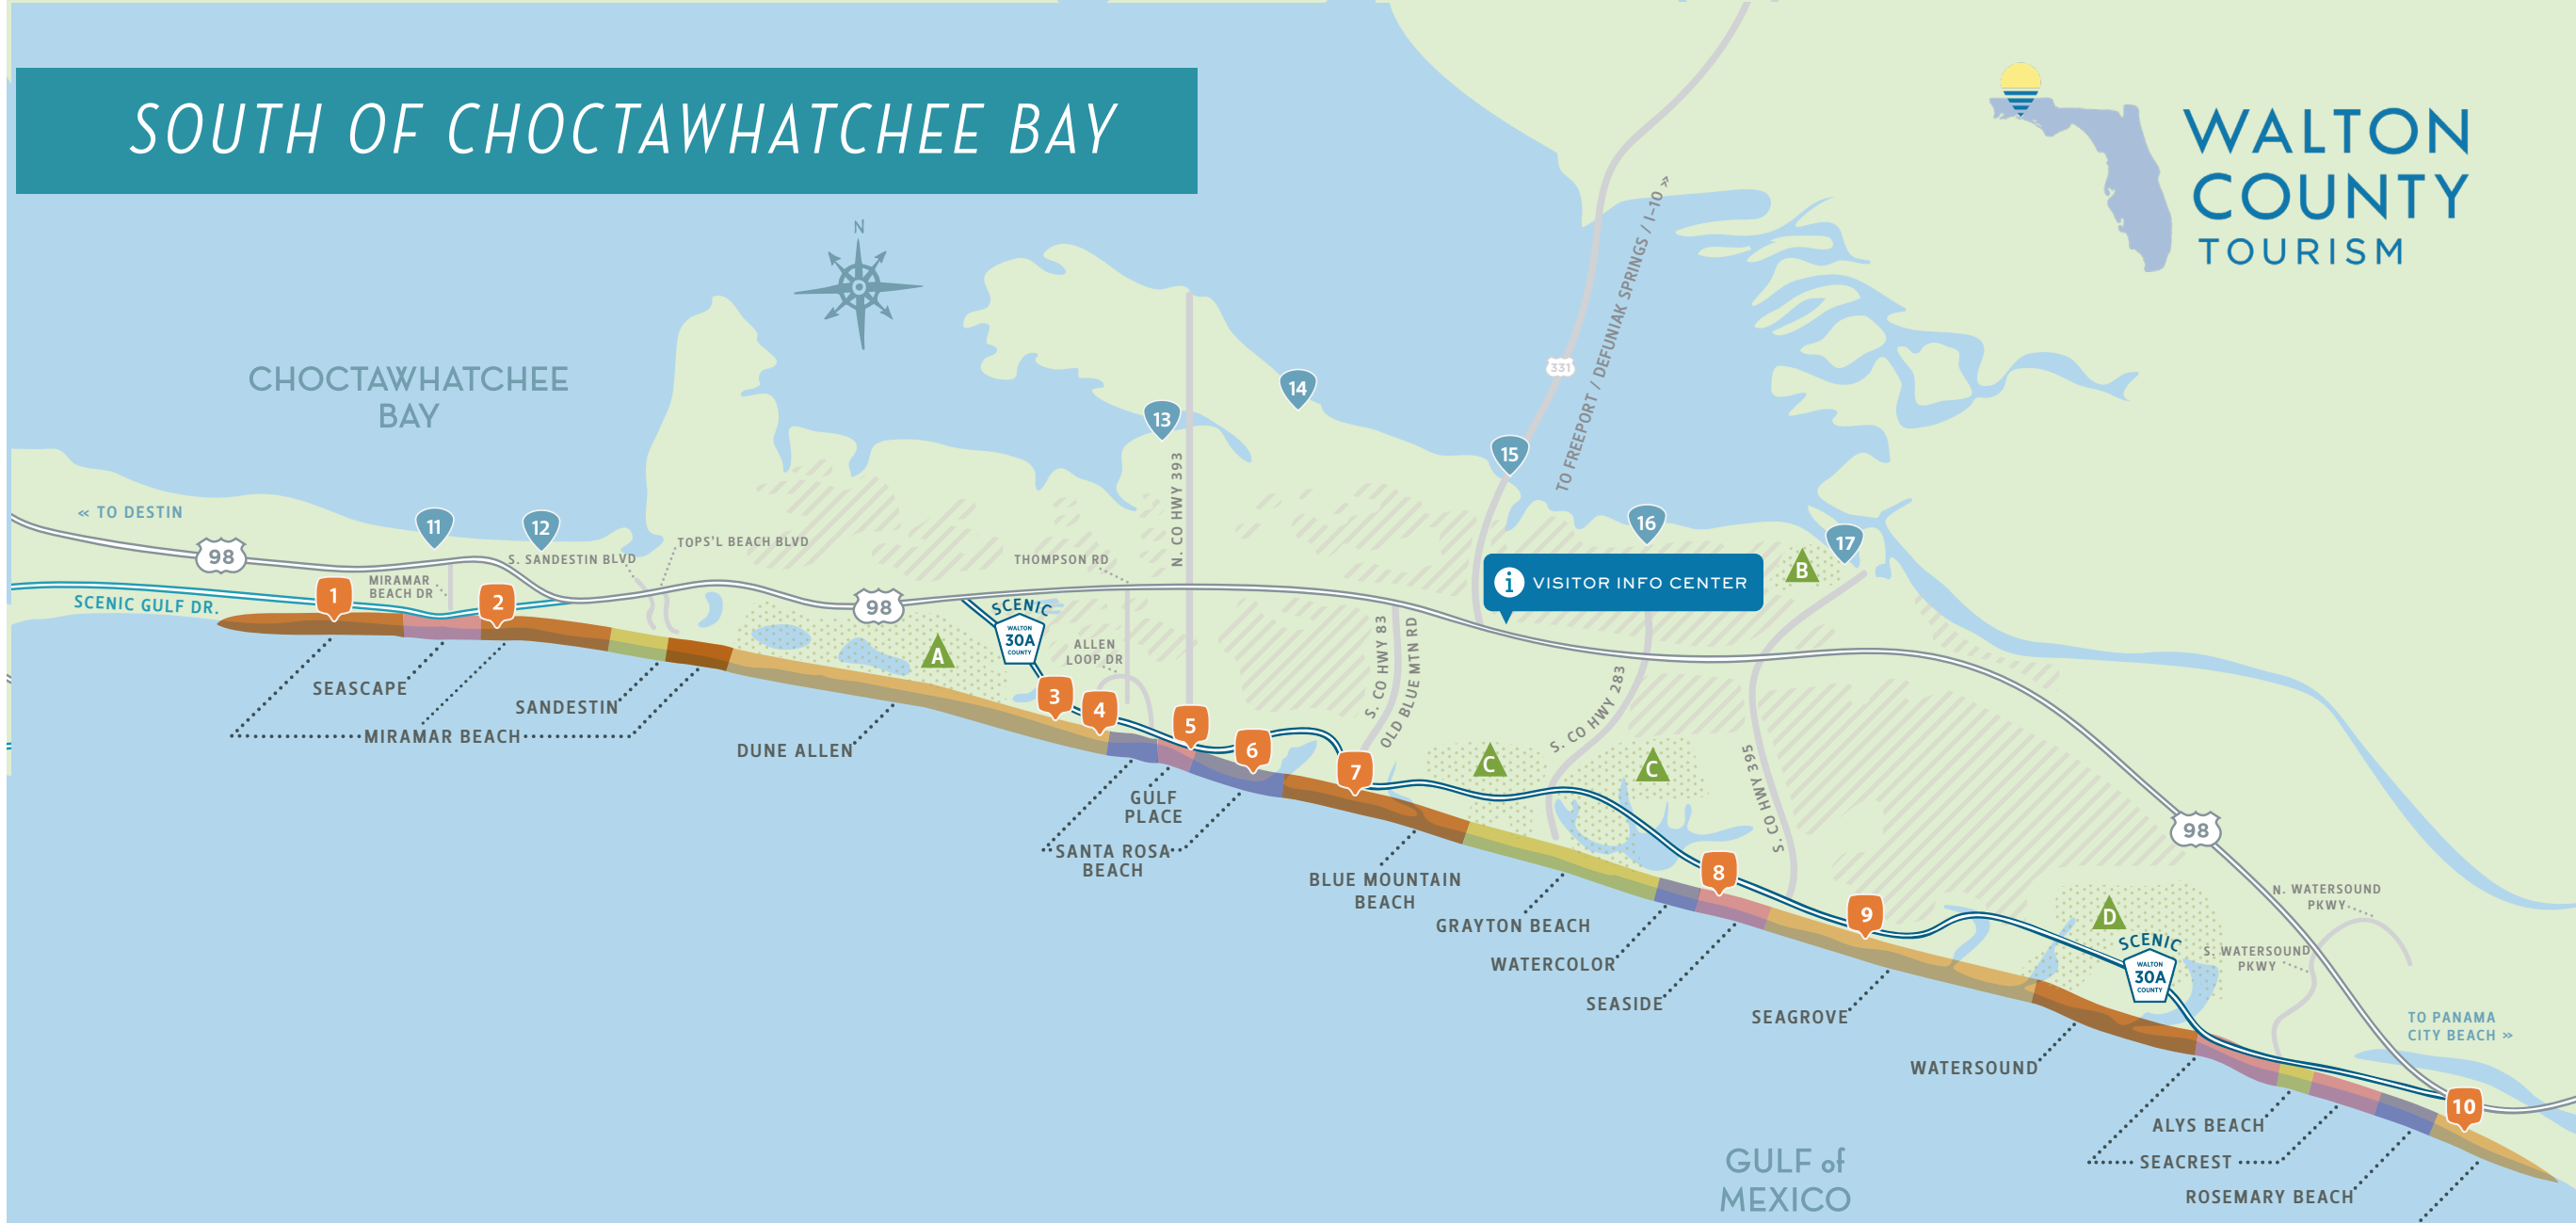 SOUTH OF CHOCTAWHATCHEE BAY
WALTON
COUNTY
TOURISM
N
CHOCTAWHATCHEE
BAY
331
TO FREEPORT / DEFUNIAK SPRINGS / I-10 »
14
13
15
N. CO HWY 393
« TO DESTIN
11
12
16
17
98
S. SANDESTIN BLVD
TOPS'L BEACH BLVD
THOMPSON RD
i VISITOR INFO CENTER
B
MIRAMAR
BEACH DR
SCENIC GULF DR.
1
2
98
SCENIC
WALTON
30A
COUNTY
A
ALLEN
LOOP DR
S. CO HWY 83
OLD BLUE MTN RD
S. CO HWY 283
S. CO HWY 395
SEASCAPE
SANDESTIN
MIRAMAR BEACH
DUNE ALLEN
3
4
5
6
7
C
C
GULF
PLACE
SANTA ROSA
BEACH
BLUE MOUNTAIN
BEACH
GRAYTON BEACH
WATERCOLOR
SEASIDE
SEAGROVE
8
9
98
N. WATERSOUND
PKWY
D
SCENIC
WALTON
30A
COUNTY
S. WATERSOUND
PKWY
TO PANAMA
CITY BEACH »
WATERSOUND
10
ALYS BEACH
SEACREST
ROSEMARY BEACH
GULF of
MEXICO